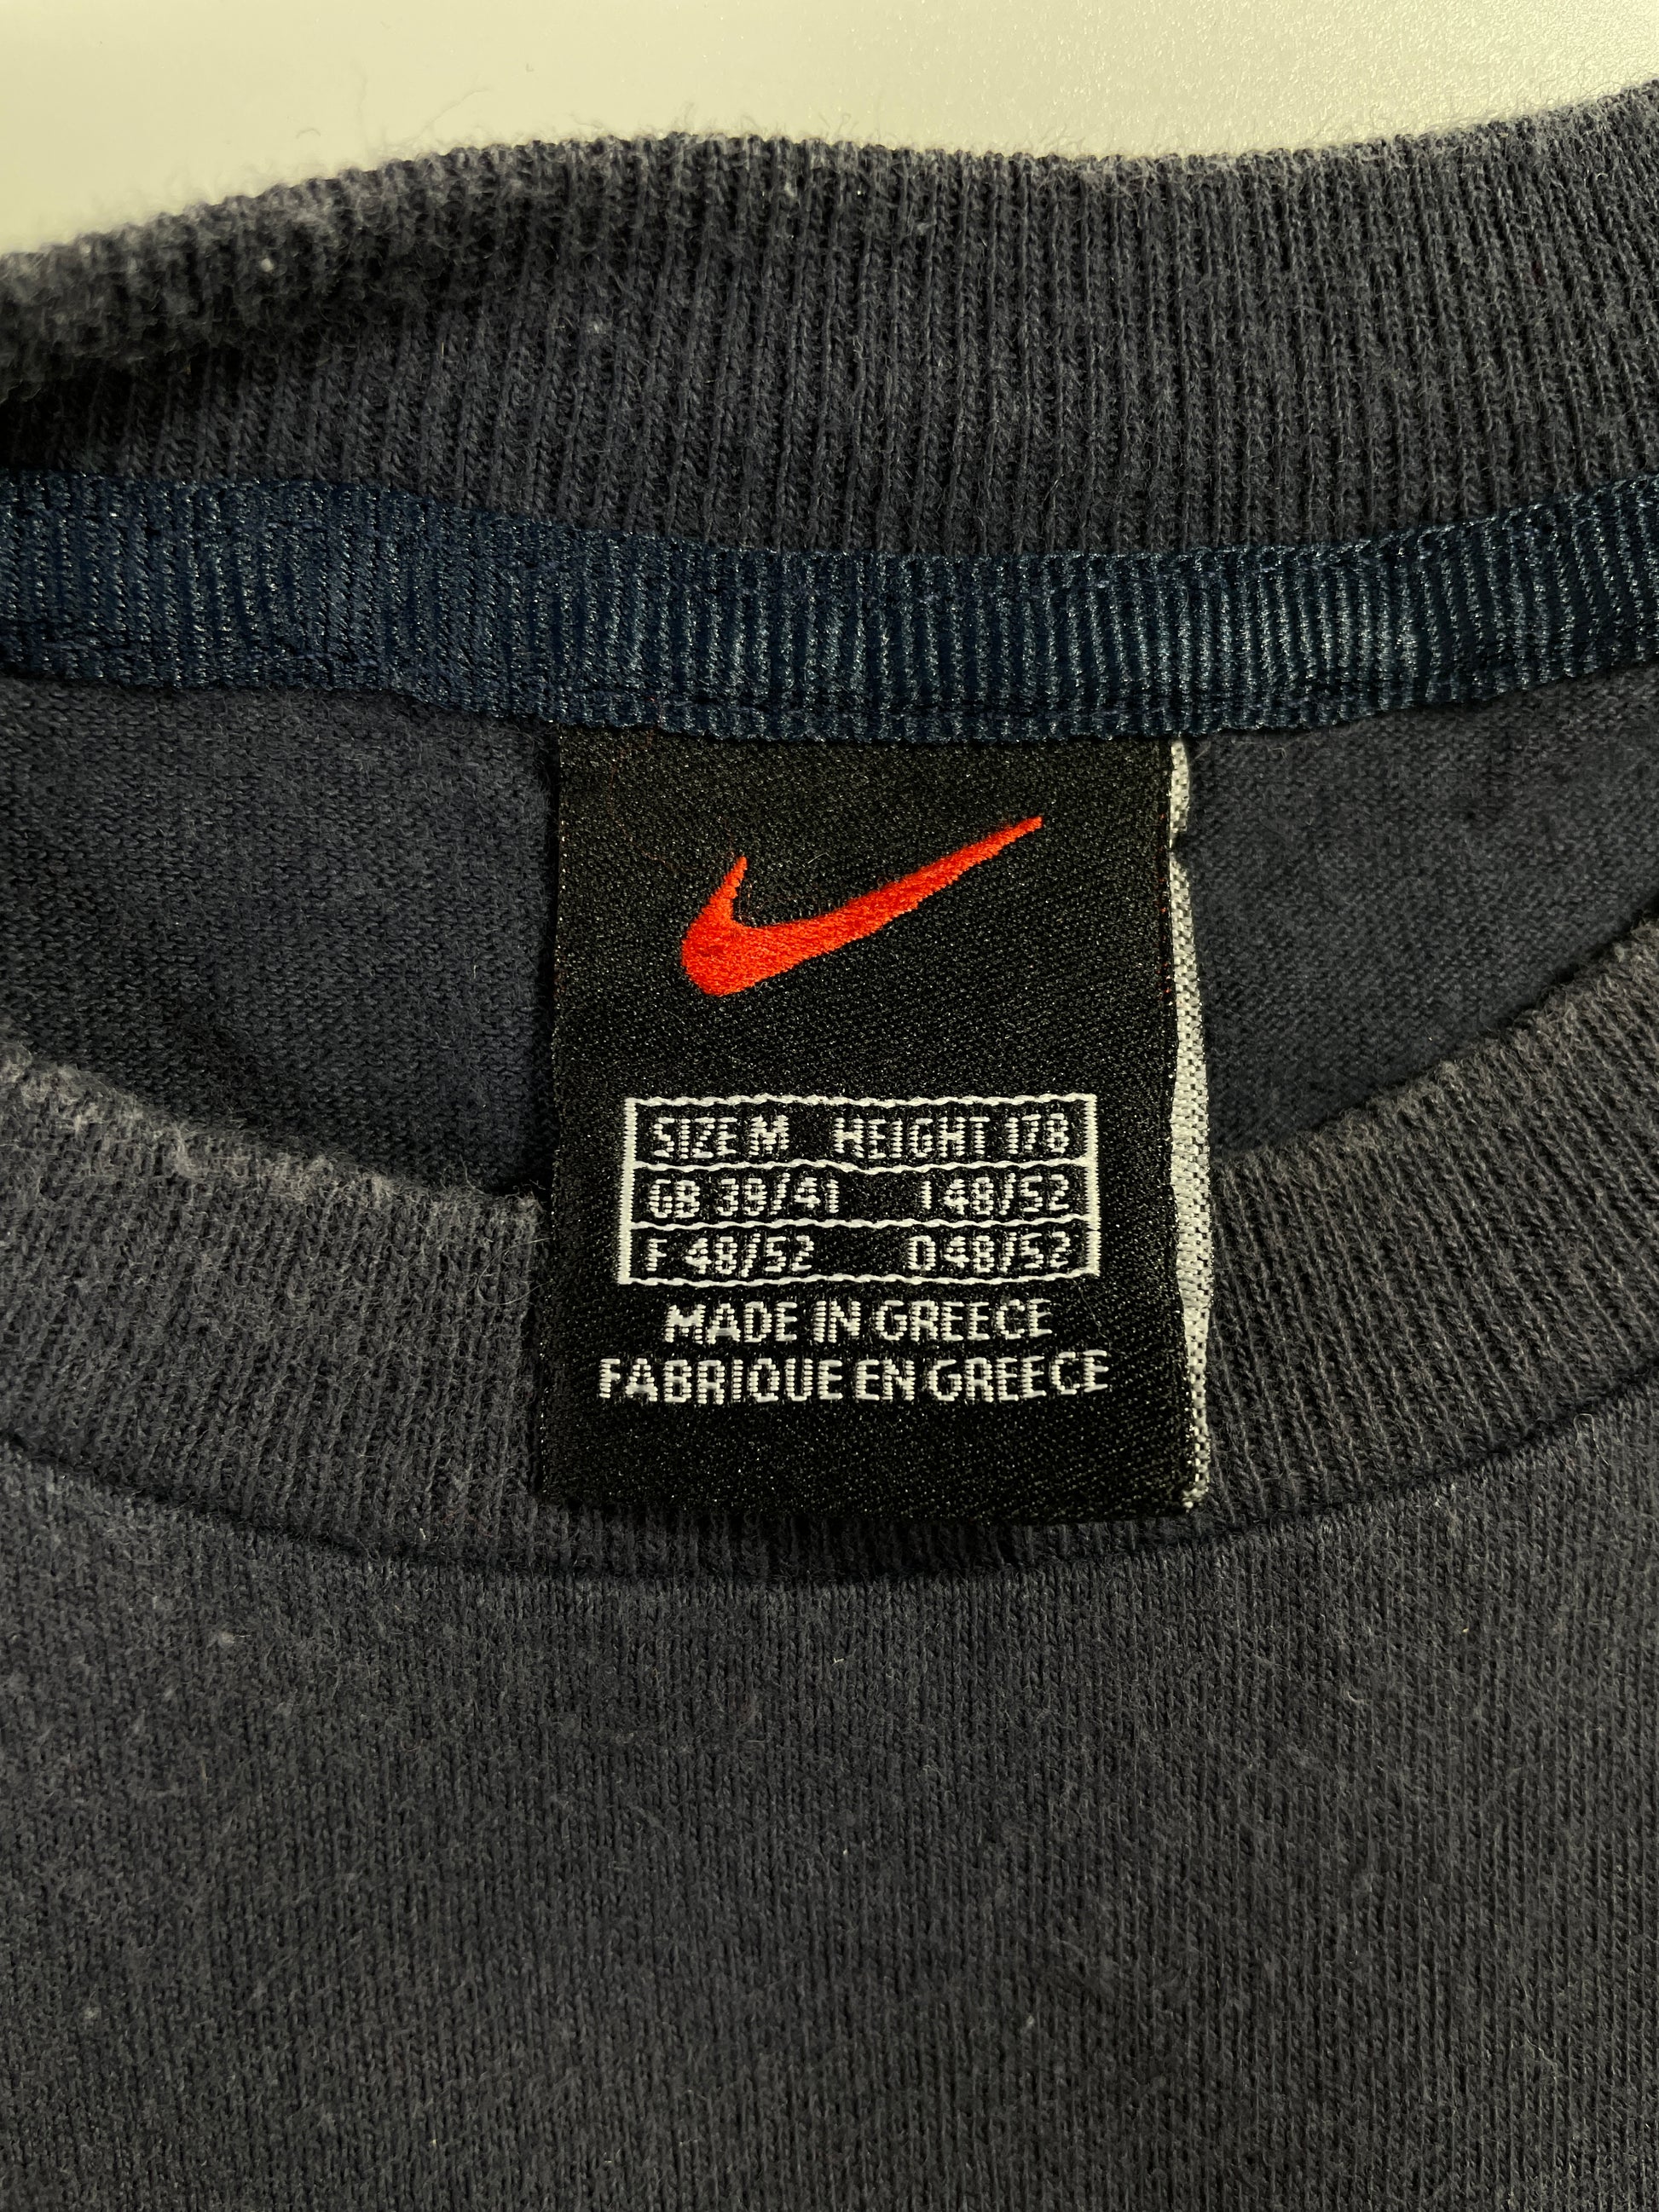 SIZE M HEIGHT 178
GB 39/41 I 48/52
F 48/52 D 48/52
MADE IN GREECE
FABRIQUE EN GREECE